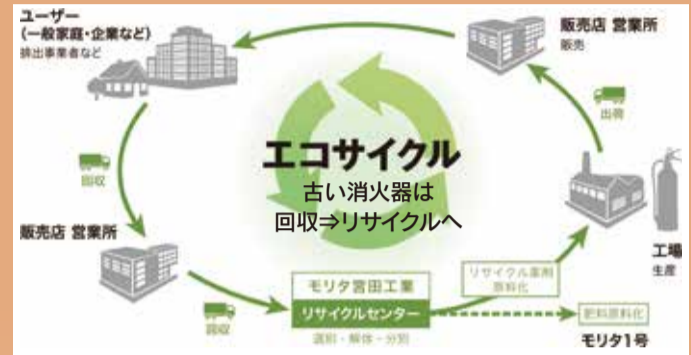 ユーザー
(一般家庭・企業など)
排出事業者など
販売店 営業所
販売
出荷
回収
エコサイクル
古い消火器は
回収⇒リサイクルへ
工場
生産
販売店 営業所
回収
モリタ宮田工業
リサイクルセンター
選別・解体・分別
リサイクル薬剤
原料化
肥料原料化
モリタ1号